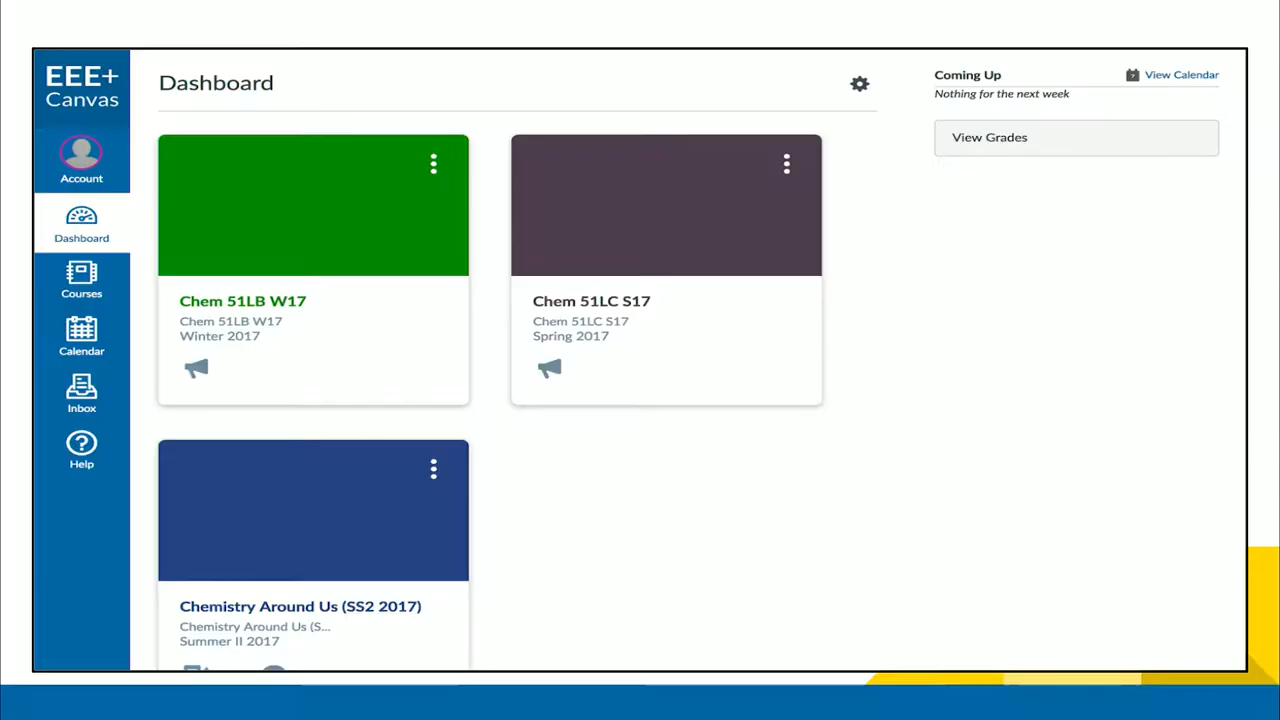 EEE+
Canvas
Account
Dashboard
Courses
Calendar
Inbox
Help
Dashboard
Chem 51LB W17
Chem 51LB W17
Winter 2017
Chem 51LC S17
Chem 51LC S17
Spring 2017
Chemistry Around Us (SS2 2017)
Chemistry Around Us (S...
Summer II 2017
Coming Up
View Calendar
Nothing for the next week
View Grades